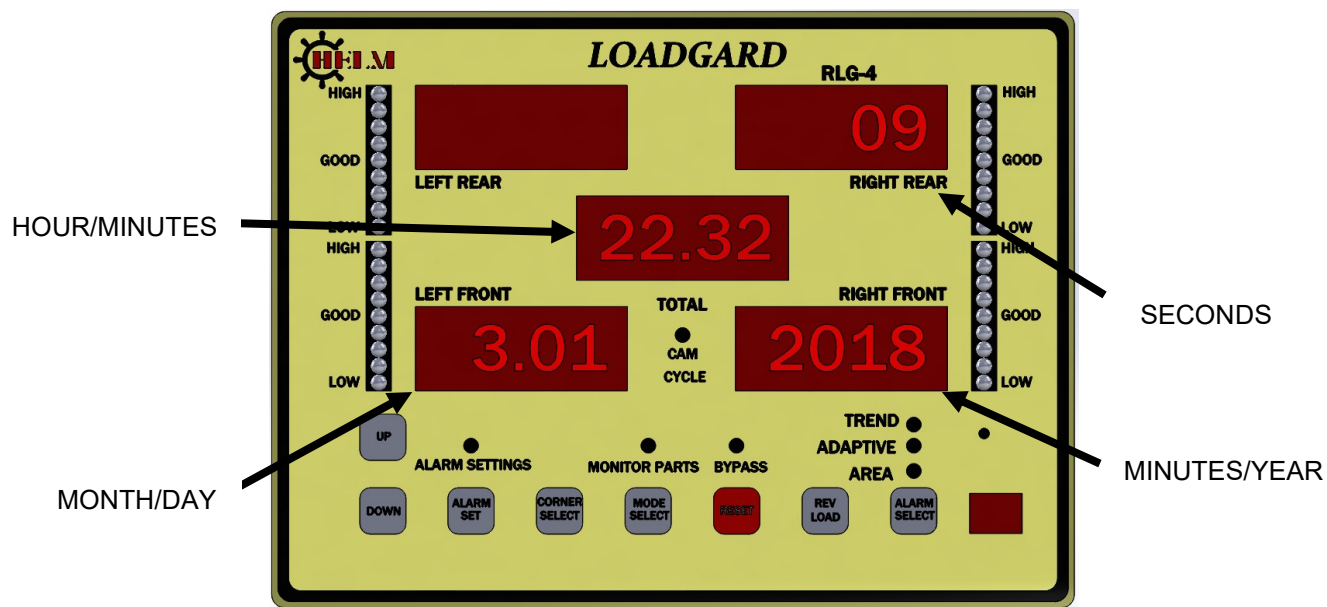 HELM
LOADGARD
RLG-4
HIGH
HIGH
09
GOOD
GOOD
LEFT REAR
RIGHT REAR
HOUR/MINUTES
22.32
LOW
LOW
HIGH
HIGH
LEFT FRONT
RIGHT FRONT
TOTAL
GOOD
GOOD
SECONDS
3.01
2018
CAM
CYCLE
LOW
LOW
UP
TREND
ALARM SETTINGS
MONITOR PARTS
BYPASS
ADAPTIVE
AREA
MINUTES/YEAR
MONTH/DAY
DOWN
ALARM
SET
CORNER
SELECT
MODE
SELECT
RESET
REV
LOAD
ALARM
SELECT